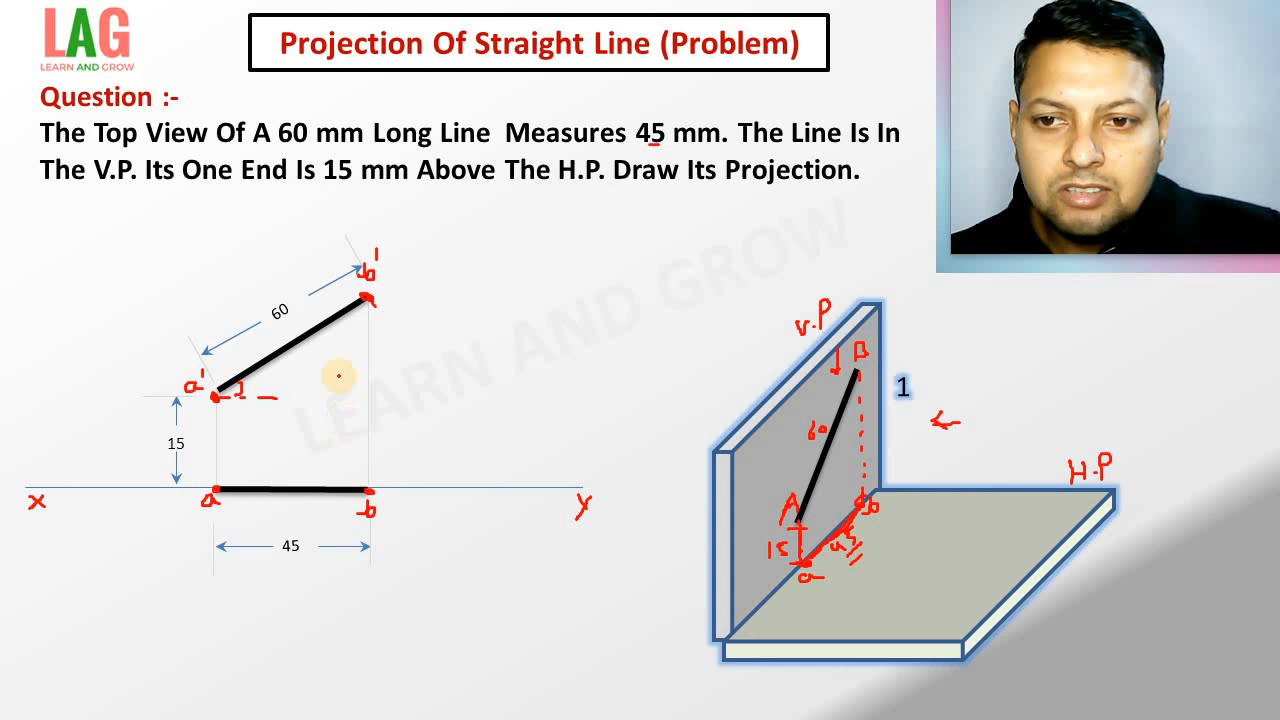 LAG
LEARN AND GROW
Projection Of Straight Line (Problem)
Question :-
The Top View Of A 60 mm Long Line Measures 45 mm. The Line Is In
The V.P. Its One End Is 15 mm Above The H.P. Draw Its Projection.
LEARN AND GROW
b'
60
a'
15
x
a
b
y
45
V.P
B
1
60
H.P
A
b
15
45
a